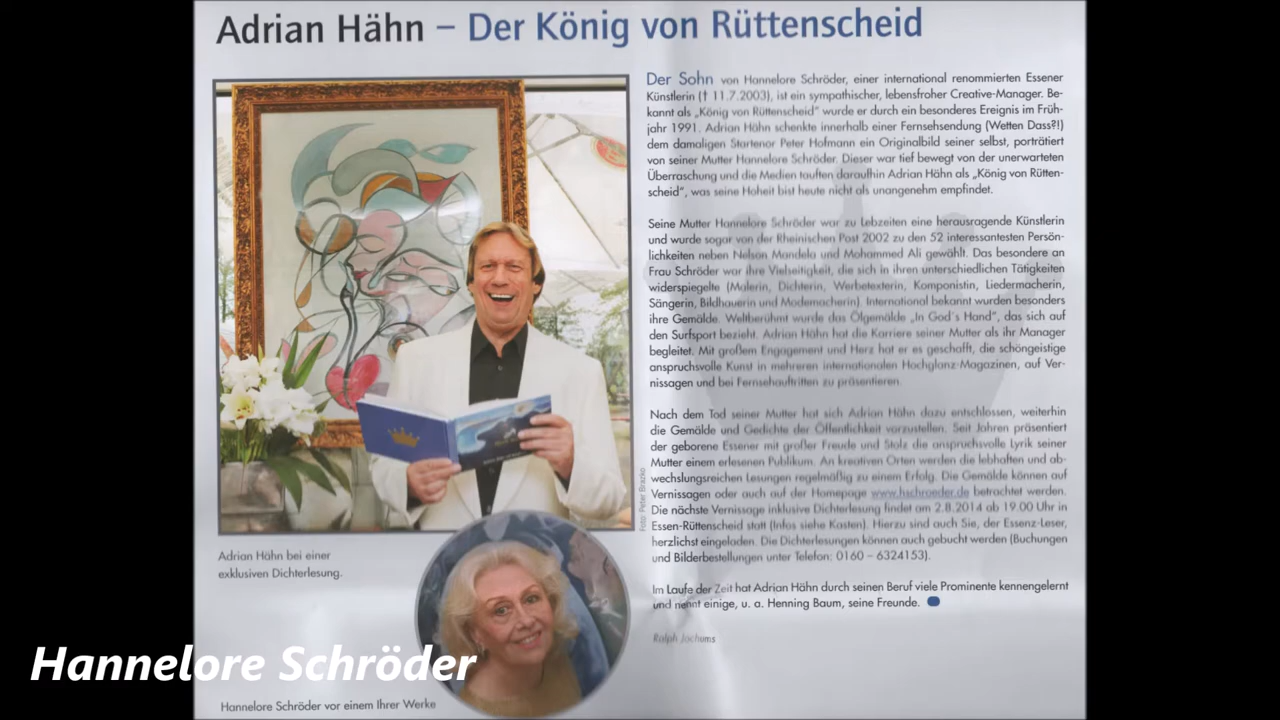 Adrian Hähn – Der König von Rüttenscheid
Der Sohn von Hannelore Schröder, einer international renommierten Essener
Künstlerin († 11.7.2003), ist ein sympathischer, lebensfroher Creative-Manager. Be-
kannt als „König von Rüttenscheid" wurde er durch ein besonderes Ereignis im Früh-
jahr 1991. Adrian Hähn schenkte innerhalb einer Fernsehsendung (Wetten Dass?!)
dem damaligen Startenor Peter Hofmann ein Originalbild seiner selbst, porträtiert
von seiner Mutter Hannelore Schröder. Dieser war tief bewegt von der unerwarteten
Überraschung und die Medien tauften daraufhin Adrian Hähn als „König von Rütten-
scheid", was seine Hoheit bist heute nicht als unangenehm empfindet.
Seine Mutter Hannelore Schröder war zu Lebzeiten eine herausragende Künstlerin
und wurde sogar von der Rheinischen Post 2002 zu den 52 interessantesten Persön-
lichkeiten neben Nelson Mandela und Mohammed Ali gewählt. Das besondere an
Frau Schröder war ihre Vielseitigkeit, die sich in ihren unterschiedlichen Tätigkeiten
widerspiegelte (Malerin, Dichterin, Werbetexterin, Komponistin, Liedermacherin,
Sängerin, Bildhauerin und Modemacherin). International bekannt wurden besonders
ihre Gemälde. Weltberühmt wurde das Ölgemälde „In God's Hand", das sich auf
den Surfsport bezieht. Adrian Hähn hat die Karriere seiner Mutter als ihr Manager
begleitet. Mit großem Engagement und Herz hat er es geschafft, die schöngeistige
anspruchsvolle Kunst in mehreren internationalen Hochglanz-Magazinen, auf Ver-
nissagen und bei Fernsehauftritten zu präsentieren.
Nach dem Tod seiner Mutter hat sich Adrian Hähn dazu entschlossen, weiterhin
die Gemälde und Gedichte der Öffentlichkeit vorzustellen. Seit Jahren präsentiert
der geborene Essener mit großer Freude und Stolz die anspruchsvolle Lyrik seiner
Mutter einem erlesenen Publikum. An kreativen Orten werden die lebhaften und ab-
wechslungsreichen Lesungen regelmäßig zu einem Erfolg. Die Gemälde können auf
Vernissagen oder auch auf der Homepage www.hschroeder.de betrachtet werden.
Die nächste Vernissage inklusive Dichterlesung findet am 2.8.2014 ab 19.00 Uhr in
Essen-Rüttenscheid statt (Infos siehe Kasten). Hierzu sind auch Sie, der Essenz-Leser,
herzlichst eingeladen. Die Dichterlesungen können auch gebucht werden (Buchungen
und Bilderbestellungen unter Telefon: 0160 – 6324153).
Im Laufe der Zeit hat Adrian Hähn durch seinen Beruf viele Prominente kennengelernt
und nennt einige, u. a. Henning Baum, seine Freunde.
Ralph Jochums
Foto: Peter Brazko
Adrian Hähn bei einer
exklusiven Dichterlesung.
Hannelore Schröder
Hannelore Schröder vor einem Ihrer Werke